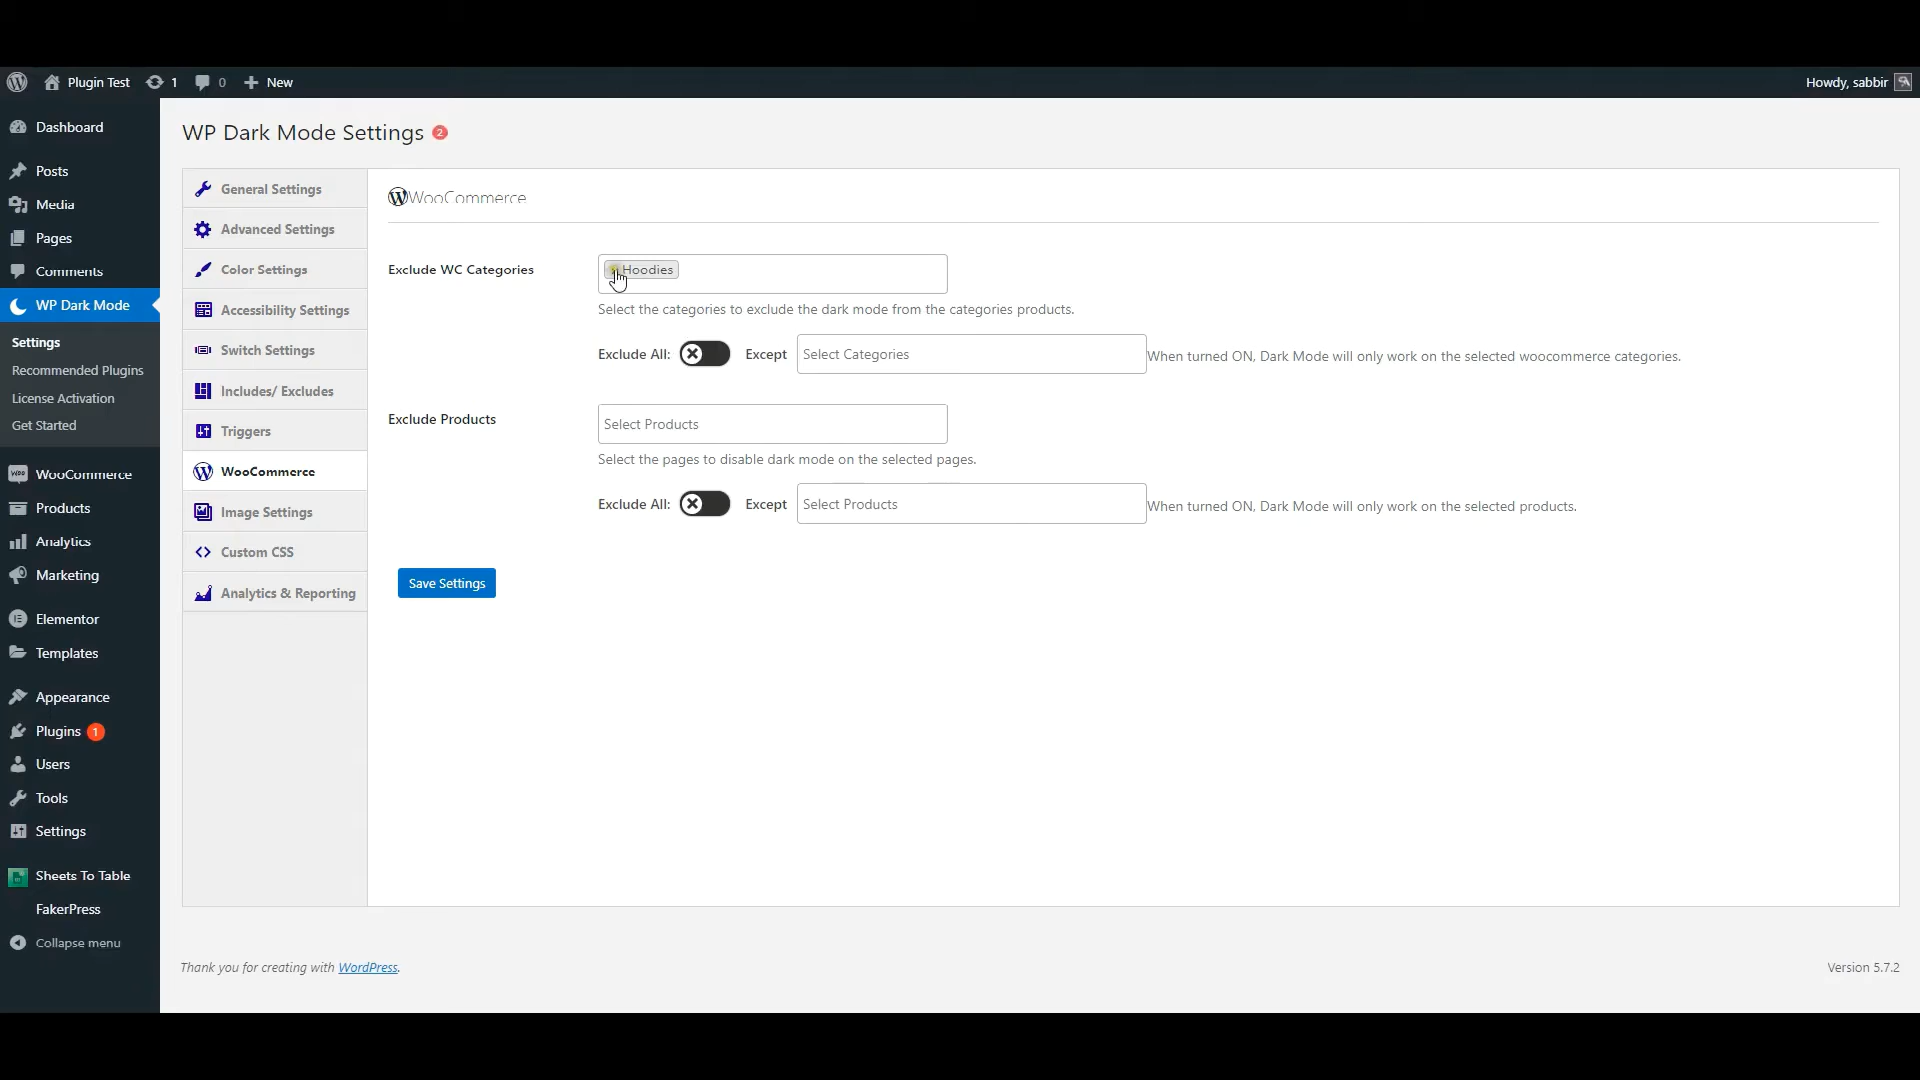 Plugin Test 1 0 New Howdy, sabbir
Dashboard
Posts
Media
Pages
Comments
WP Dark Mode
Settings
Recommended Plugins
License Activation
Get Started
WooCommerce
Products
Analytics
Marketing
Elementor
Templates
Appearance
Plugins 1
Users
Tools
Settings
Sheets To Table
FakerPress
Collapse menu
WP Dark Mode Settings 2
General Settings
Advanced Settings
Color Settings
Accessibility Settings
Switch Settings
Includes/ Excludes
Triggers
WooCommerce
Image Settings
Custom CSS
Analytics & Reporting
WooCommerce
Exclude WC Categories Hoodies
Select the categories to exclude the dark mode from the categories products.
Exclude All: Except Select Categories When turned ON, Dark Mode will only work on the selected woocommerce categories.
Exclude Products Select Products
Select the pages to disable dark mode on the selected pages.
Exclude All: Except Select Products When turned ON, Dark Mode will only work on the selected products.
Save Settings
Thank you for creating with WordPress. Version 5.7.2